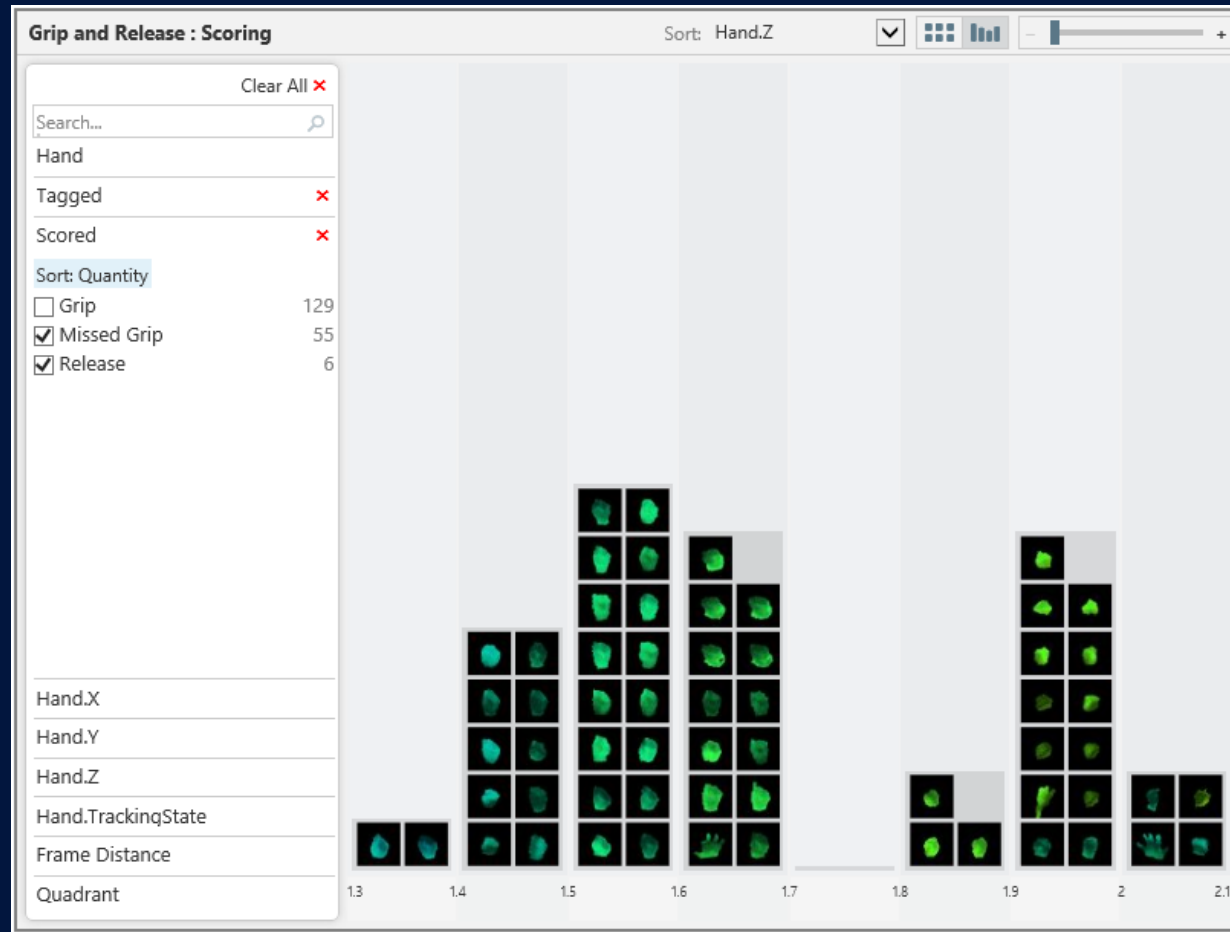 Grip and Release : Scoring
Sort: Hand.Z
Clear All
Search...
Hand
Tagged
Scored
Sort: Quantity
Grip 129
Missed Grip 55
Release 6
Hand.X
Hand.Y
Hand.Z
Hand.TrackingState
Frame Distance
Quadrant
1.3 1.4 1.5 1.6 1.7 1.8 1.9 2 2.1